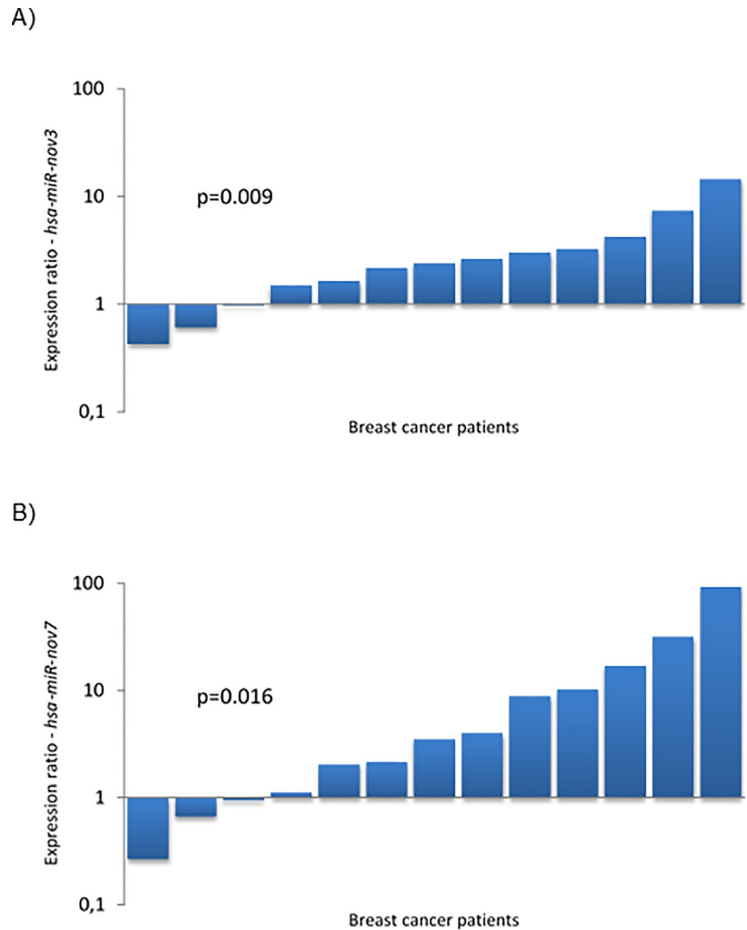 A)
Expression ratio - hsa-miR-nov3
100
10
1
0,1
p=0.009
Breast cancer patients
B)
Expression ratio - hsa-miR-nov7
100
10
1
0,1
p=0.016
Breast cancer patients